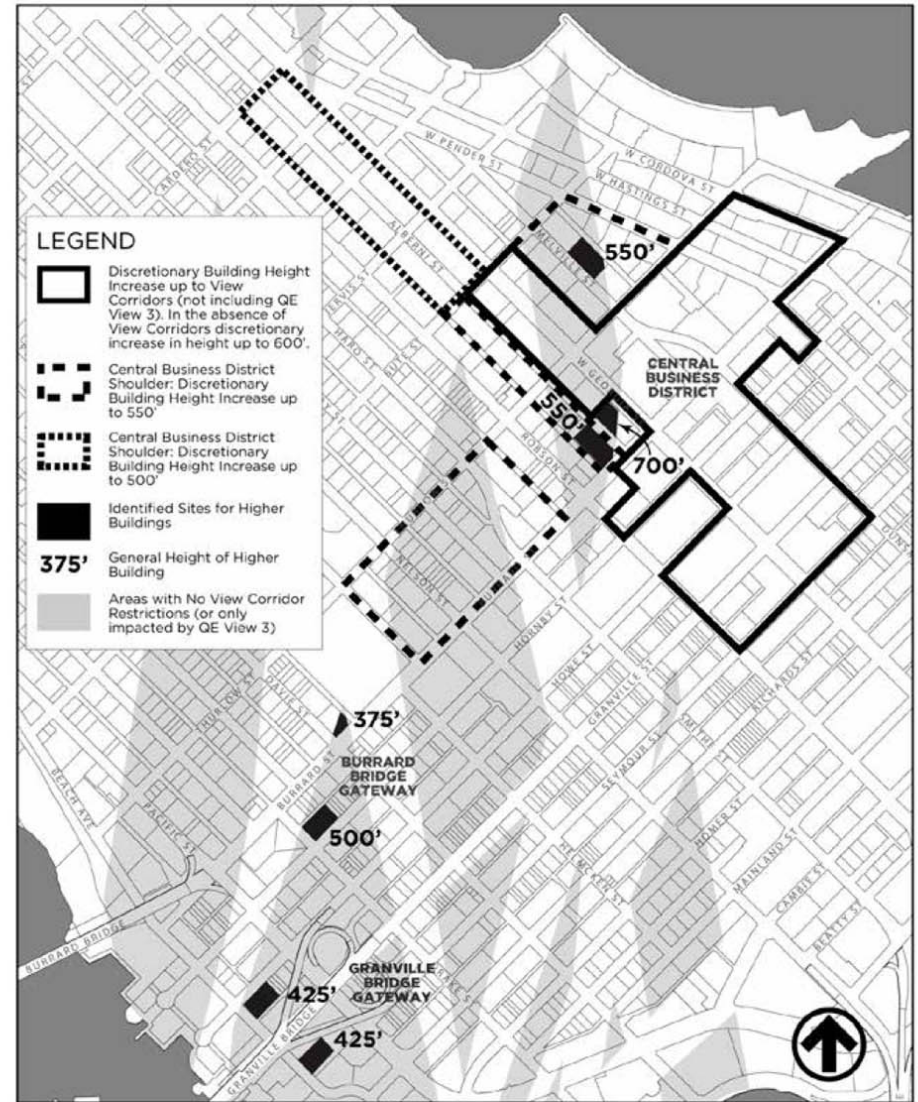 W CORDOVA ST
W PENDER ST
W HASTINGS ST
ARDERO ST
ALBERNI ST
MELVILLE ST
550'
LEGEND
Discretionary Building Height
Increase up to View
Corridors (not including QE
View 3). In the absence of
View Corridors discretionary
increase in height up to 600'.
Central Business District
Shoulder: Discretionary
Building Height Increase up
to 550'
Central Business District
Shoulder: Discretionary
Building Height Increase up
to 500'
Identified Sites for Higher
Buildings
375'
General Height of Higher
Building
Areas with No View Corridor
Restrictions (or only
impacted by QE View 3)
W GEO
CENTRAL
BUSINESS
DISTRICT
550'
700'
ROBSON ST
NELSON ST
HORNBY ST
HOWE ST
GRANVILLE ST
SEYMOUR ST
RICHARDS ST
HOMER ST
MAINLAND ST
CAMBIE ST
BEATTY ST
HELMCKEN ST
THURLOW ST
DAVIE ST
375'
BURRARD
BRIDGE
GATEWAY
BURRARD ST
500'
BEACH AVE
PACIFIC ST
BURRARD BRIDGE
GRANVILLE
BRIDGE
GATEWAY
425'
425'
GRANVILLE BRIDGE